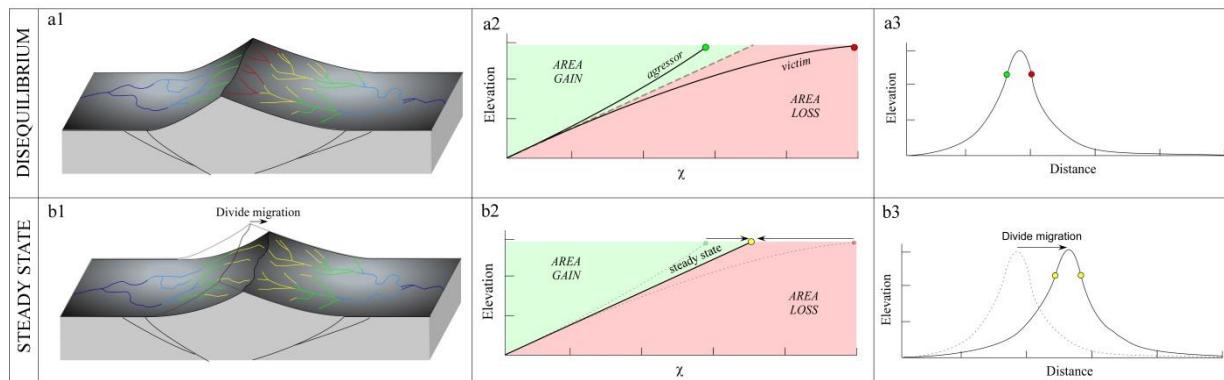 DISEQUILIBRIUM
a1
a2
AREA
GAIN
agressor
victim
AREA
LOSS
Elevation
χ
a3
Elevation
Distance
STEADY STATE
b1
Divide migration
b2
AREA
GAIN
steady state
AREA
LOSS
Elevation
χ
b3
Divide migration
Elevation
Distance